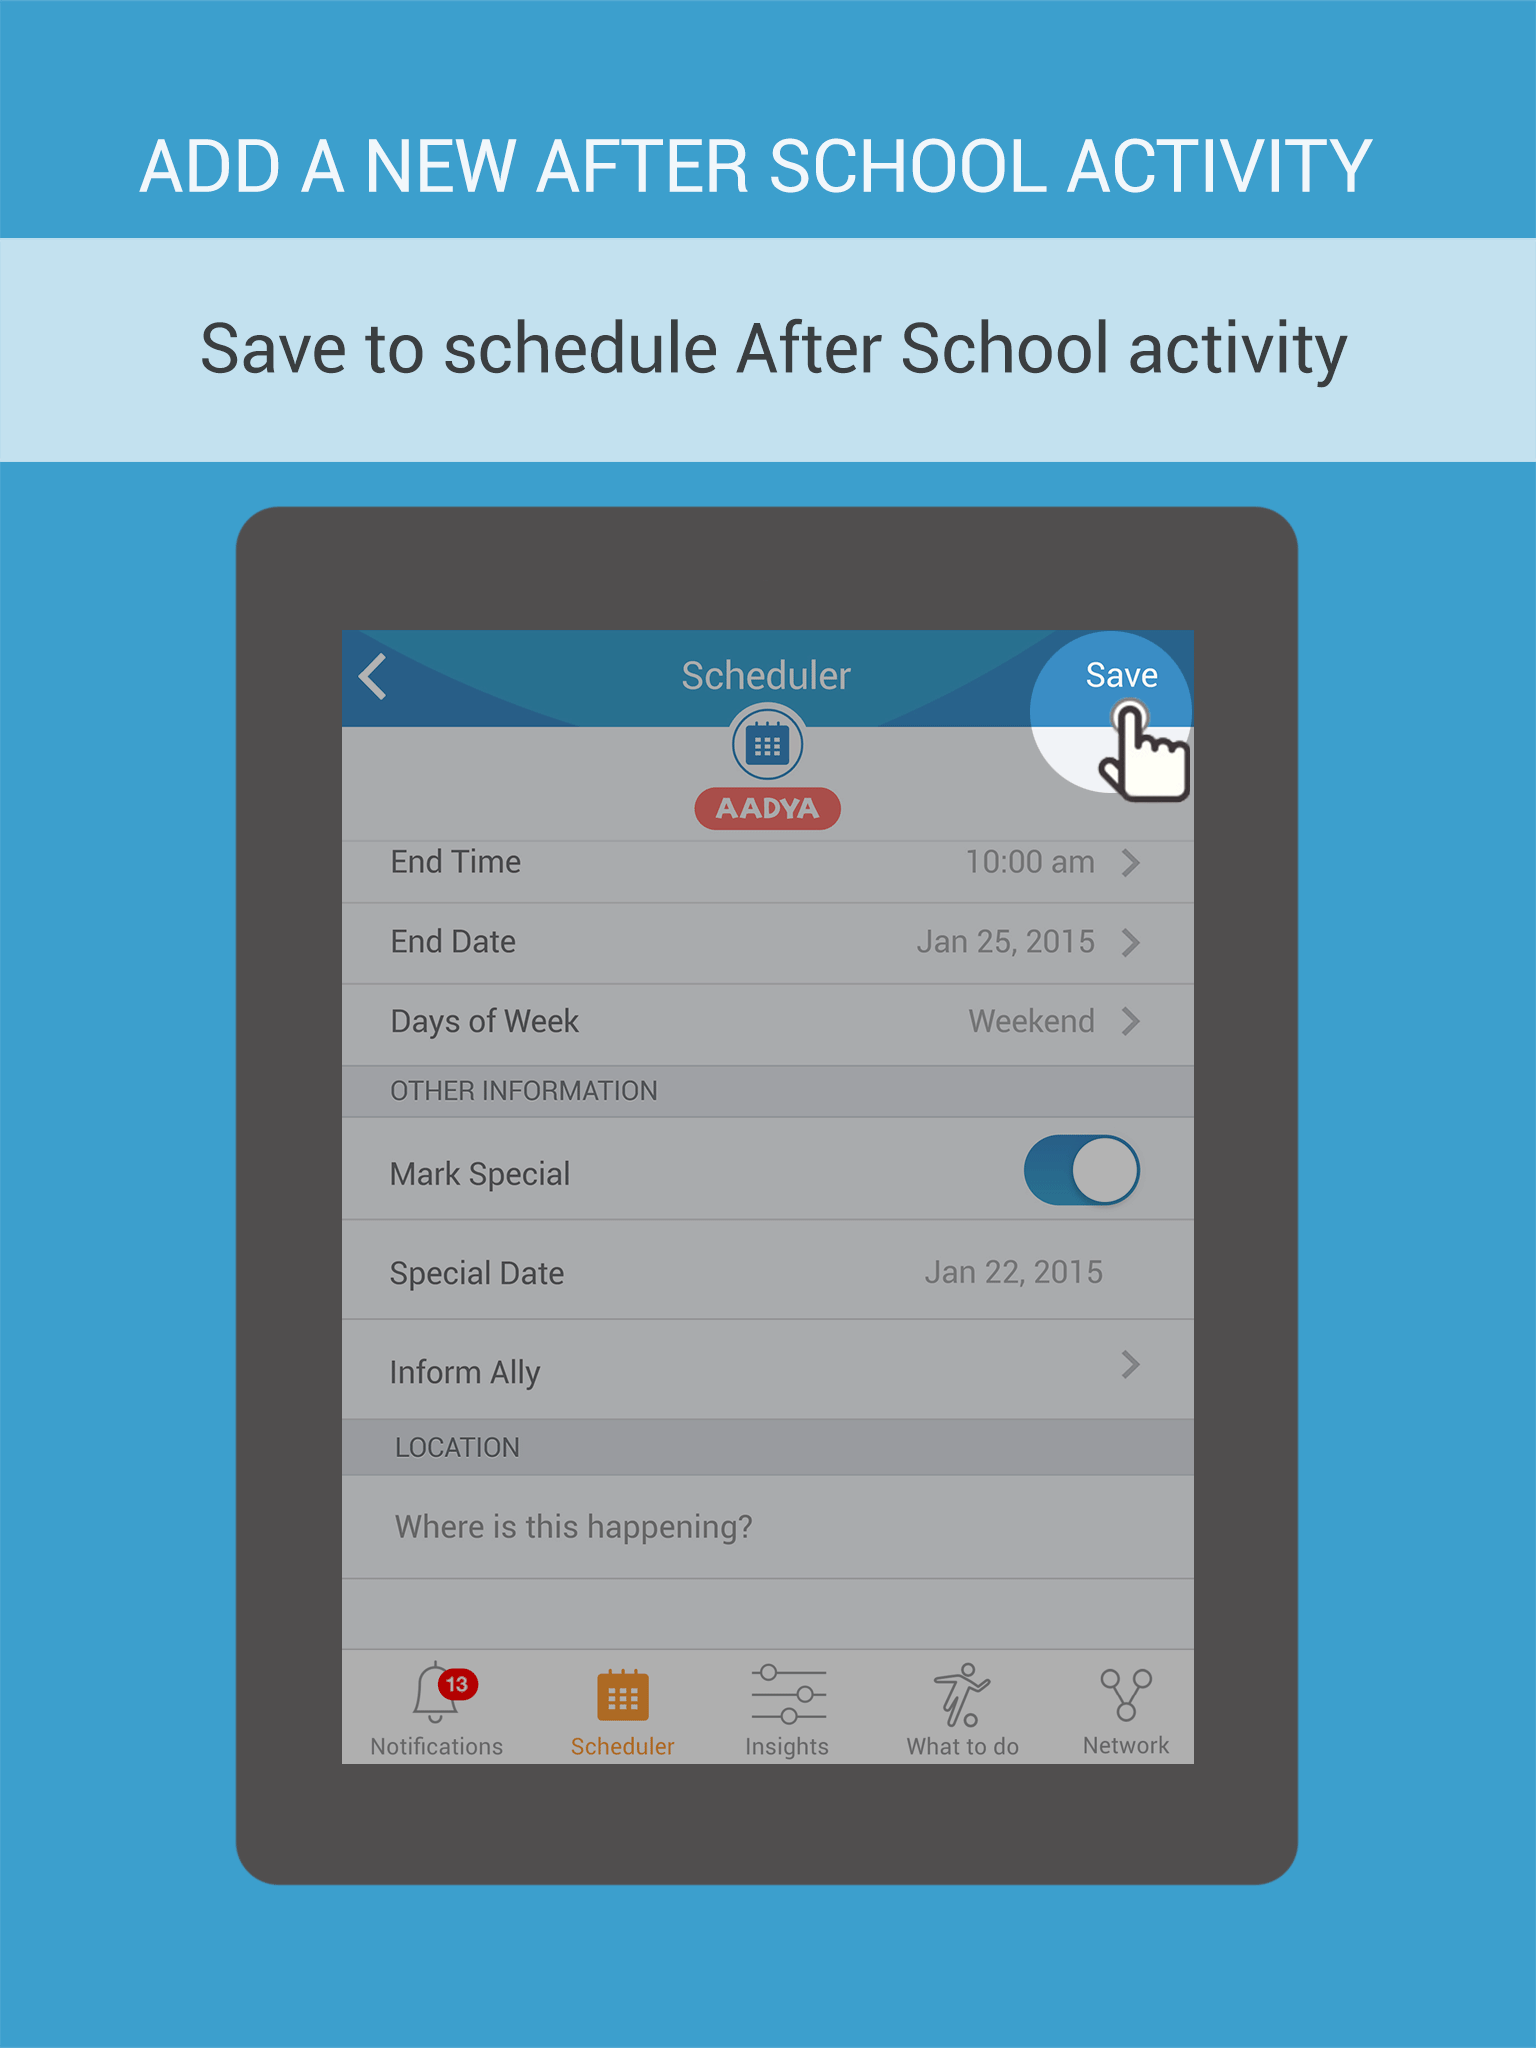 ADD A NEW AFTER SCHOOL ACTIVITY
Save to schedule After School activity
Scheduler
Save
AADYA
End Time 10:00 am
End Date Jan 25, 2015
Days of Week Weekend
OTHER INFORMATION
Mark Special
Special Date Jan 22, 2015
Inform Ally
LOCATION
Where is this happening?
13
Notifications Scheduler Insights What to do Network